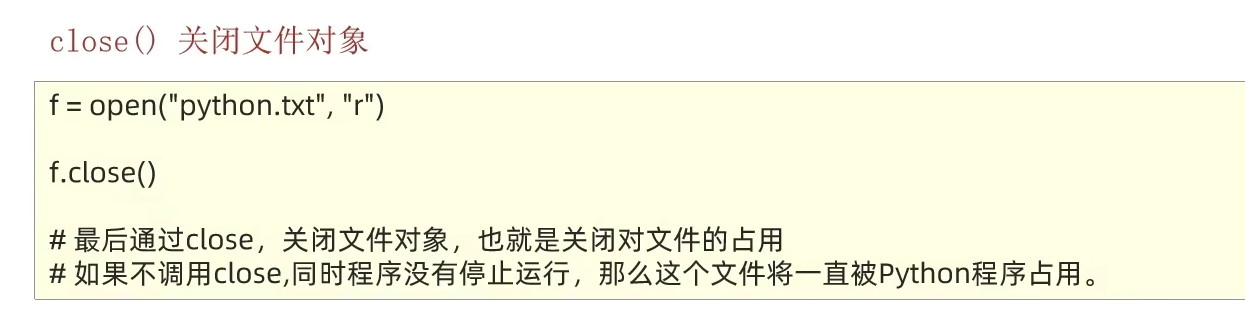 close() 关闭文件对象
f = open("python.txt", "r")
f.close()
# 最后通过close，关闭文件对象，也就是关闭对文件的占用
# 如果不调用close,同时程序没有停止运行，那么这个文件将一直被Python程序占用。